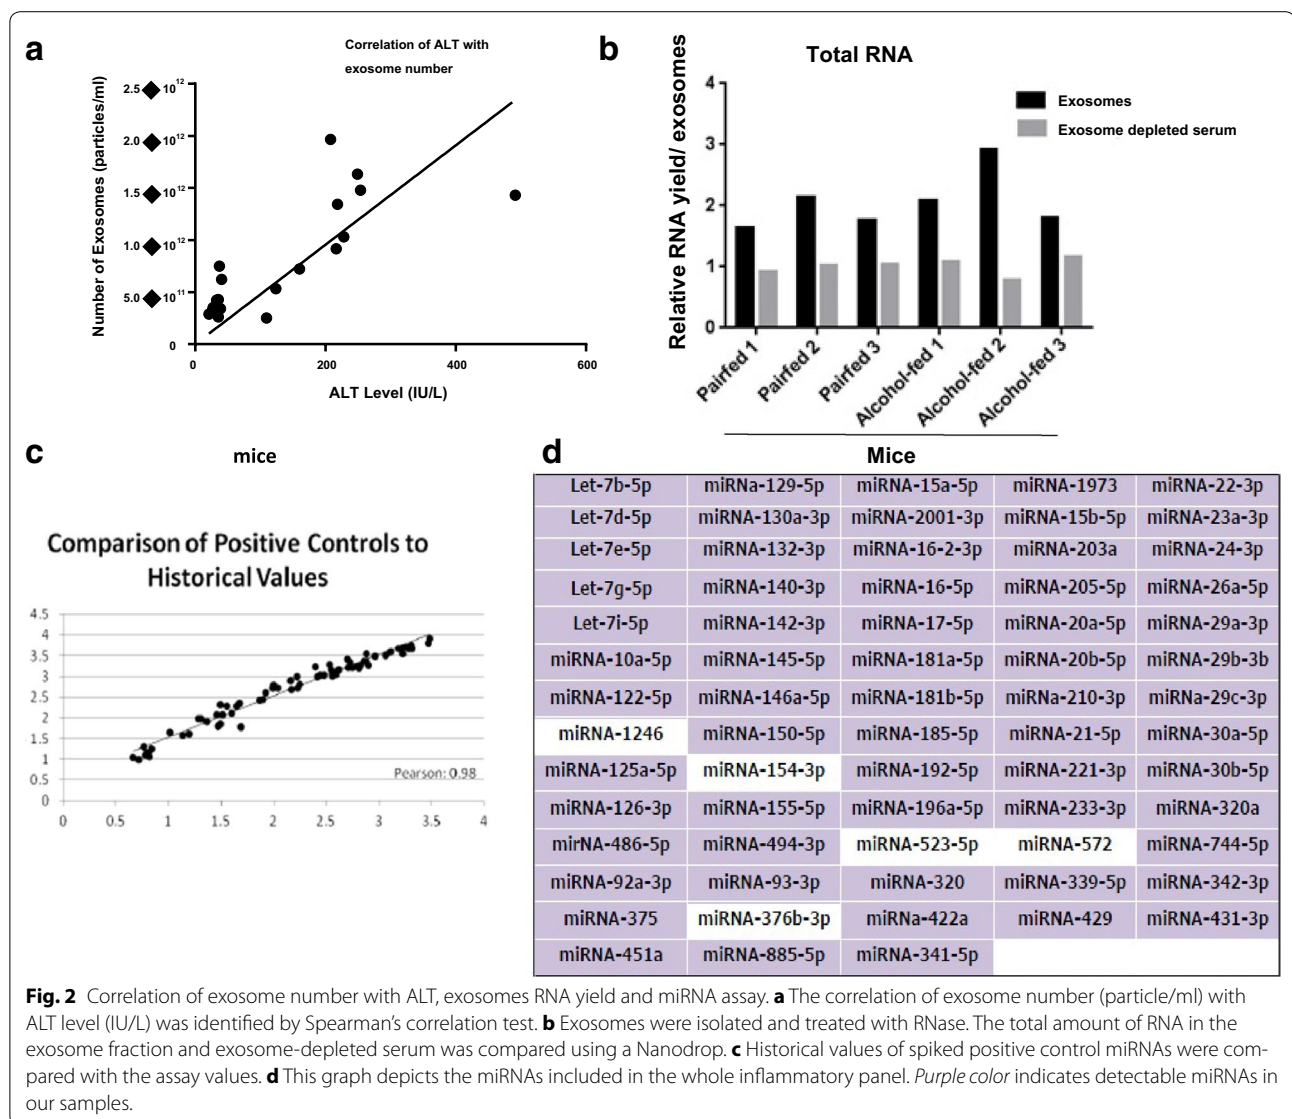 a
Correlation of ALT with
exosome number
Number of Exosomes (particles/ml)
2.5 ◆ 10¹²
2.0 ◆ 10¹²
1.5 ◆ 10¹²
1.0 ◆ 10¹²
5.0 ◆ 10¹¹
0
0 200 400 600
ALT Level (IU/L)
b
Total RNA
Relative RNA yield/ exosomes
4
3
2
1
0
Exosomes
Exosome depleted serum
Pairfed 1
Pairfed 2
Pairfed 3
Alcohol-fed 1
Alcohol-fed 2
Alcohol-fed 3
Mice
c
mice
Comparison of Positive Controls to
Historical Values
4.5
4
3.5
3
2.5
2
1.5
1
0.5
0
0 0.5 1 1.5 2 2.5 3 3.5 4
Pearson: 0.98
d
Let-7b-5p miRNa-129-5p miRNA-15a-5p miRNA-1973 miRNA-22-3p
Let-7d-5p miRNA-130a-3p miRNA-2001-3p miRNA-15b-5p miRNA-23a-3p
Let-7e-5p miRNA-132-3p miRNA-16-2-3p miRNA-203a miRNA-24-3p
Let-7g-5p miRNA-140-3p miRNA-16-5p miRNA-205-5p miRNA-26a-5p
Let-7i-5p miRNA-142-3p miRNA-17-5p miRNA-20a-5p miRNA-29a-3p
miRNA-10a-5p miRNA-145-5p miRNA-181a-5p miRNA-20b-5p miRNA-29b-3b
miRNA-122-5p miRNA-146a-5p miRNA-181b-5p miRNa-210-3p miRNa-29c-3p
miRNA-1246 miRNA-150-5p miRNA-185-5p miRNA-21-5p miRNA-30a-5p
miRNA-125a-5p miRNA-154-3p miRNA-192-5p miRNA-221-3p miRNA-30b-5p
miRNA-126-3p miRNA-155-5p miRNA-196a-5p miRNA-233-3p miRNA-320a
mirNA-486-5p miRNA-494-3p miRNA-523-5p miRNA-572 miRNA-744-5p
miRNA-92a-3p miRNA-93-3p miRNA-320 miRNA-339-5p miRNA-342-3p
miRNA-375 miRNA-376b-3p miRNa-422a miRNA-429 miRNA-431-3p
miRNA-451a miRNA-885-5p miRNA-341-5p
Fig. 2 Correlation of exosome number with ALT, exosomes RNA yield and miRNA assay. a The correlation of exosome number (particle/ml) with
ALT level (IU/L) was identified by Spearman's correlation test. b Exosomes were isolated and treated with RNase. The total amount of RNA in the
exosome fraction and exosome-depleted serum was compared using a Nanodrop. c Historical values of spiked positive control miRNAs were com-
pared with the assay values. d This graph depicts the miRNAs included in the whole inflammatory panel. Purple color indicates detectable miRNAs in
our samples.